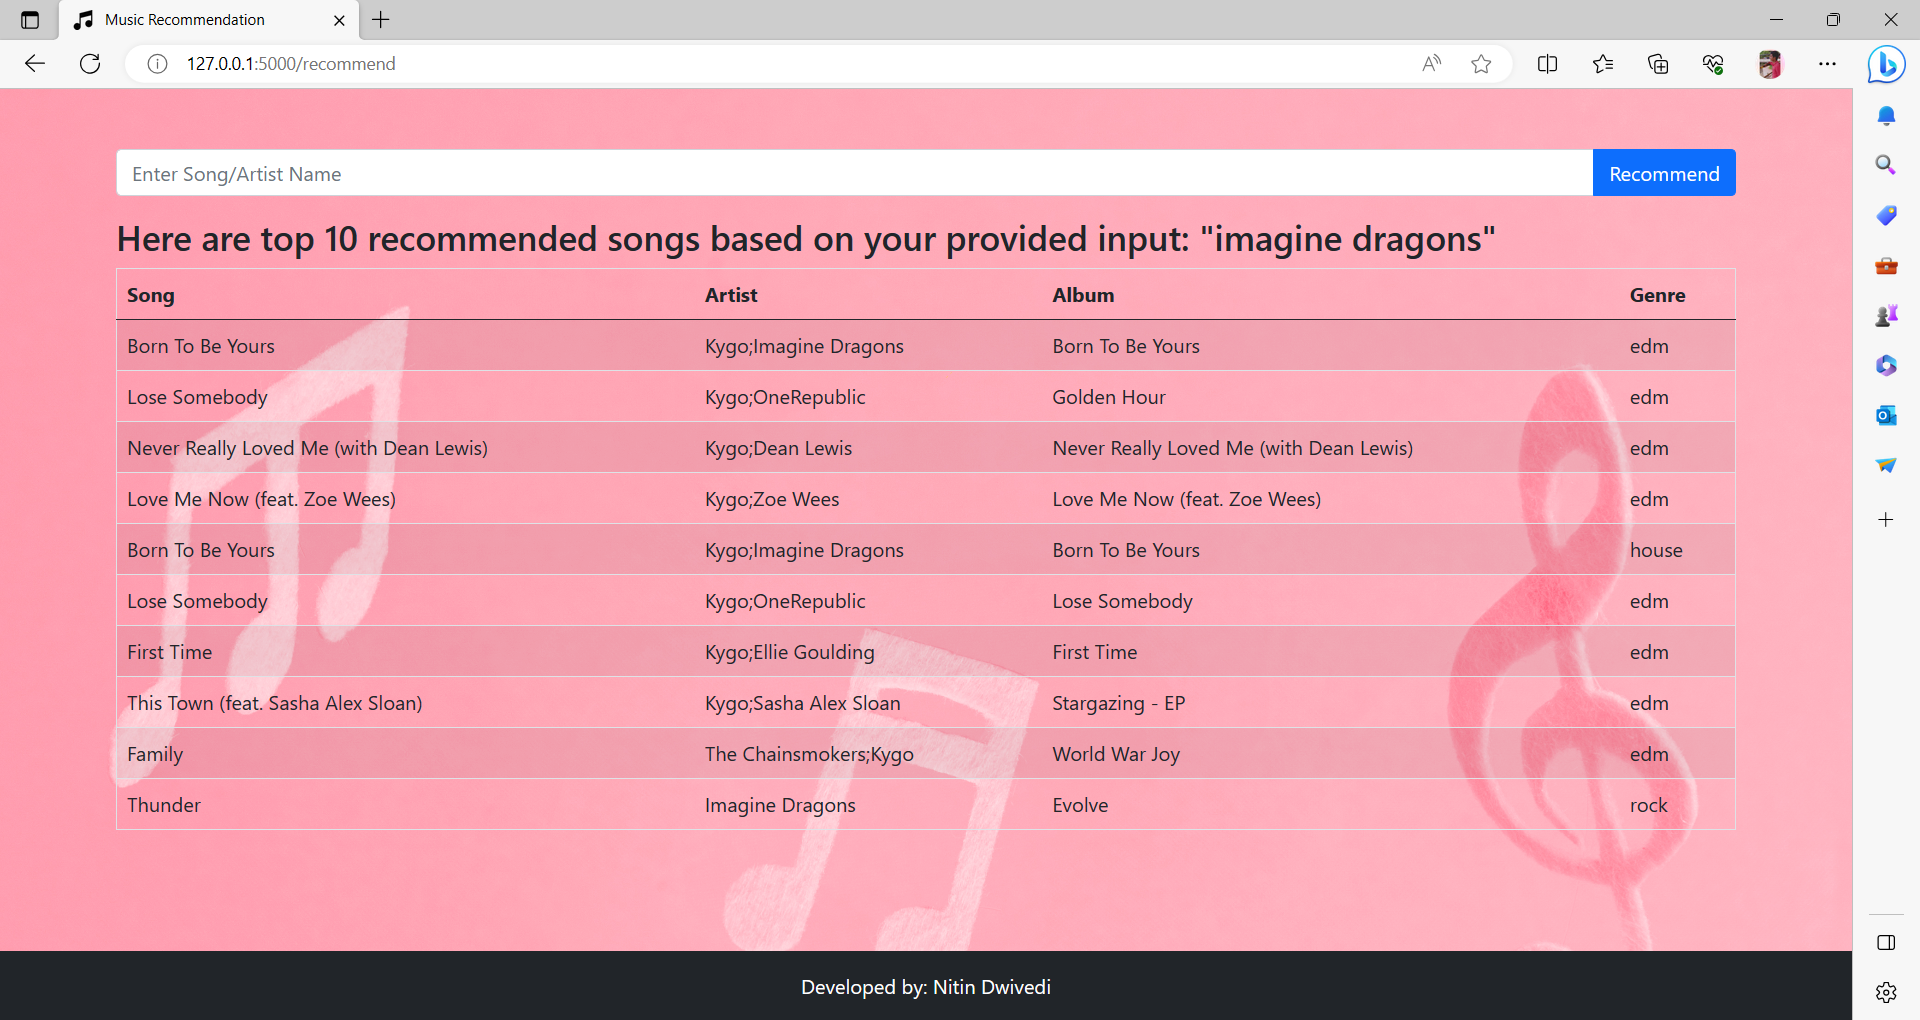 Music Recommendation
127.0.0.1:5000/recommend
Enter Song/Artist Name Recommend
Here are top 10 recommended songs based on your provided input: "imagine dragons"
Song Artist Album Genre
Born To Be Yours Kygo;Imagine Dragons Born To Be Yours edm
Lose Somebody Kygo;OneRepublic Golden Hour edm
Never Really Loved Me (with Dean Lewis) Kygo;Dean Lewis Never Really Loved Me (with Dean Lewis) edm
Love Me Now (feat. Zoe Wees) Kygo;Zoe Wees Love Me Now (feat. Zoe Wees) edm
Born To Be Yours Kygo;Imagine Dragons Born To Be Yours house
Lose Somebody Kygo;OneRepublic Lose Somebody edm
First Time Kygo;Ellie Goulding First Time edm
This Town (feat. Sasha Alex Sloan) Kygo;Sasha Alex Sloan Stargazing - EP edm
Family The Chainsmokers;Kygo World War Joy edm
Thunder Imagine Dragons Evolve rock
Developed by: Nitin Dwivedi